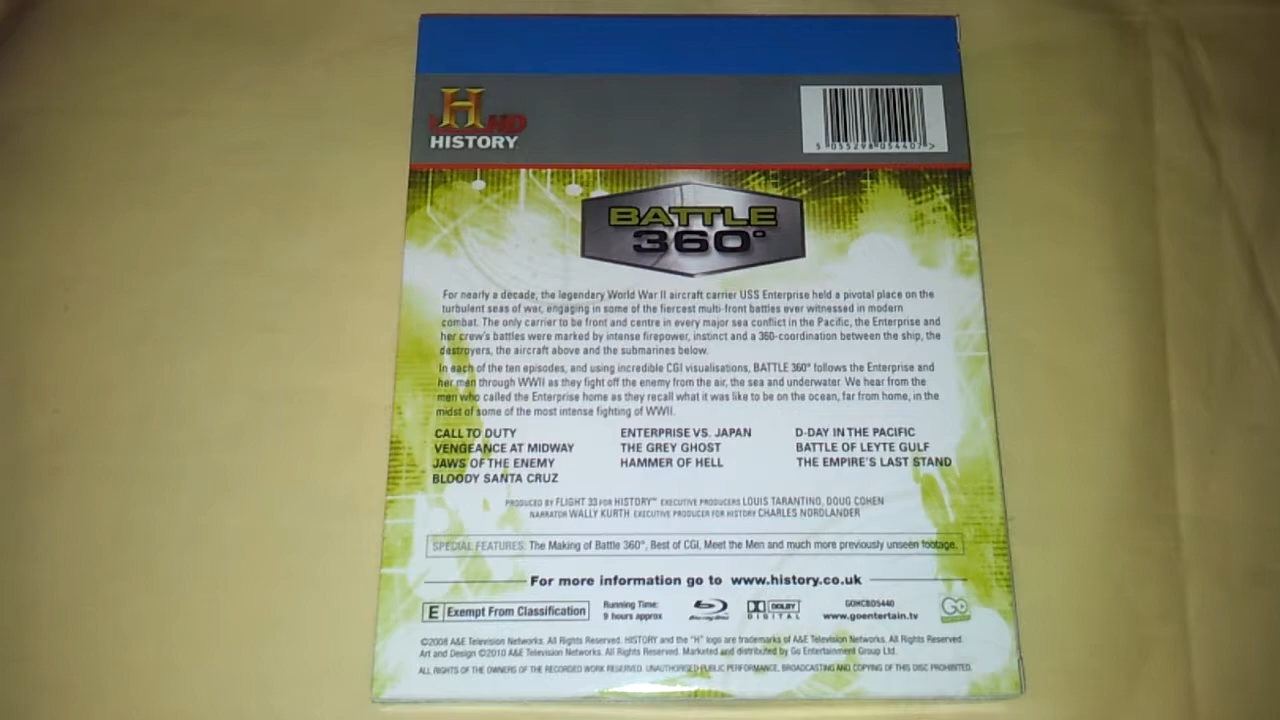 H HD
HISTORY
5 055298 054407 >
BATTLE
360°
For nearly a decade, the legendary World War II aircraft carrier USS Enterprise held a pivotal place on the
turbulent seas of war, engaging in some of the fiercest multi-front battles ever witnessed in modern
combat. The only carrier to be front and centre in every major sea conflict in the Pacific, the Enterprise and
her crew's battles were marked by intense firepower, instinct and a 360-coordination between the ship, the
destroyers, the aircraft above and the submarines below.
In each of the ten episodes, and using incredible CGI visualisations, BATTLE 360° follows the Enterprise and
her men through WWII as they fight off the enemy from the air, the sea and underwater. We hear from the
men who called the Enterprise home as they recall what it was like to be on the ocean, far from home, in the
midst of some of the most intense fighting of WWII.
CALL TO DUTY
VENGEANCE AT MIDWAY
JAWS OF THE ENEMY
BLOODY SANTA CRUZ
ENTERPRISE VS. JAPAN
THE GREY GHOST
HAMMER OF HELL
D-DAY IN THE PACIFIC
BATTLE OF LEYTE GULF
THE EMPIRE'S LAST STAND
PRODUCED BY FLIGHT 33 FOR HISTORY™ EXECUTIVE PRODUCERS LOUIS TARANTINO, DOUG COHEN
NARRATOR WALLY KURTH EXECUTIVE PRODUCER FOR HISTORY CHARLES NORDLANDER
SPECIAL FEATURES: The Making of Battle 360°, Best of CGI, Meet the Men and much more previously unseen footage.
For more information go to www.history.co.uk
E Exempt From Classification
Running Time:
9 hours approx
Blu-ray Disc
DOLBY
DIGITAL
GOHCBD5440
www.goentertain.tv
GO
©2008 A&E Television Networks. All Rights Reserved. HISTORY and the "H" logo are trademarks of A&E Television Networks. All Rights Reserved.
Art and Design ©2010 A&E Television Networks. All Rights Reserved. Marketed and distributed by Go Entertainment Group Ltd.
ALL RIGHTS OF THE OWNERS OF THE RECORDED WORK RESERVED. UNAUTHORISED PUBLIC PERFORMANCE, BROADCASTING AND COPYING OF THIS DISC PROHIBITED.